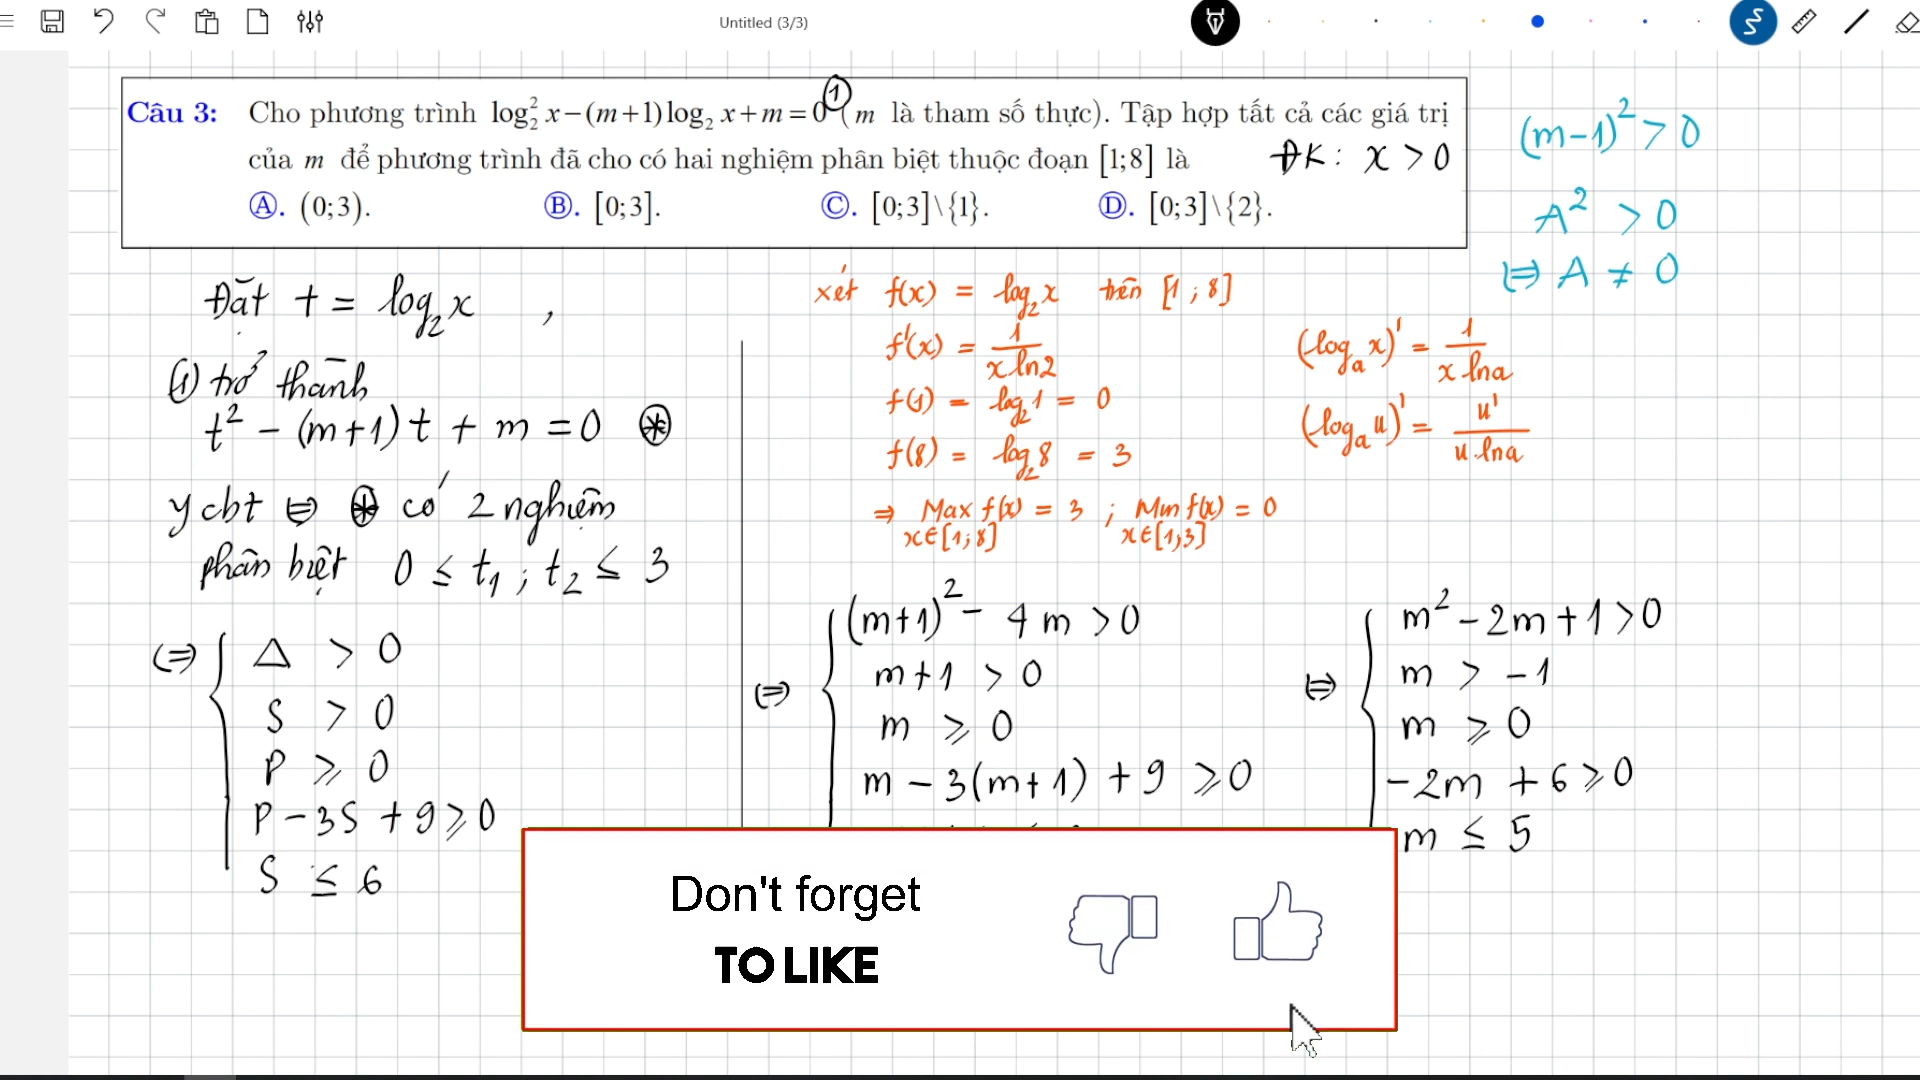 Untitled (3/3)
Câu 3: Cho phương trình log₂² x−(m+1)log₂ x+m=0 (m là tham số thực). Tập hợp tất cả các giá trị
①
của m để phương trình đã cho có hai nghiệm phân biệt thuộc đoạn [1;8] là
ĐK: x > 0
A. (0;3). B. [0;3]. C. [0;3]\{1}. D. [0;3]\{2}.
(m−1)² > 0
A² > 0
⇔ A ≠ 0
Đặt t = log₂x ,
(1) trở thành
t² − (m+1)t + m = 0 ⊛
ycbt ⇔ ⊛ có 2 nghiệm
phân biệt 0 ≤ t₁ ; t₂ ≤ 3
⇔ { Δ > 0
S > 0
P ⩾ 0
P − 3S + 9 ⩾ 0
S ≤ 6
xét f(x) = log₂x trên [1 ; 8]
f'(x) = 1/(x ln2)
f(1) = log₂1 = 0
f(8) = log₂8 = 3
⇒ Max f(x) = 3 ; Min f(x) = 0
x∈[1;8] x∈[1;3]
(logₐx)' = 1/(x lna)
(logₐu)' = u'/(u.lna)
⇔ { (m+1)² − 4m > 0
m+1 > 0
m ⩾ 0
m − 3(m+1) + 9 ⩾ 0
⇔ { m² − 2m + 1 > 0
m > −1
m ⩾ 0
−2m + 6 ⩾ 0
m ≤ 5
Don't forget
TO LIKE